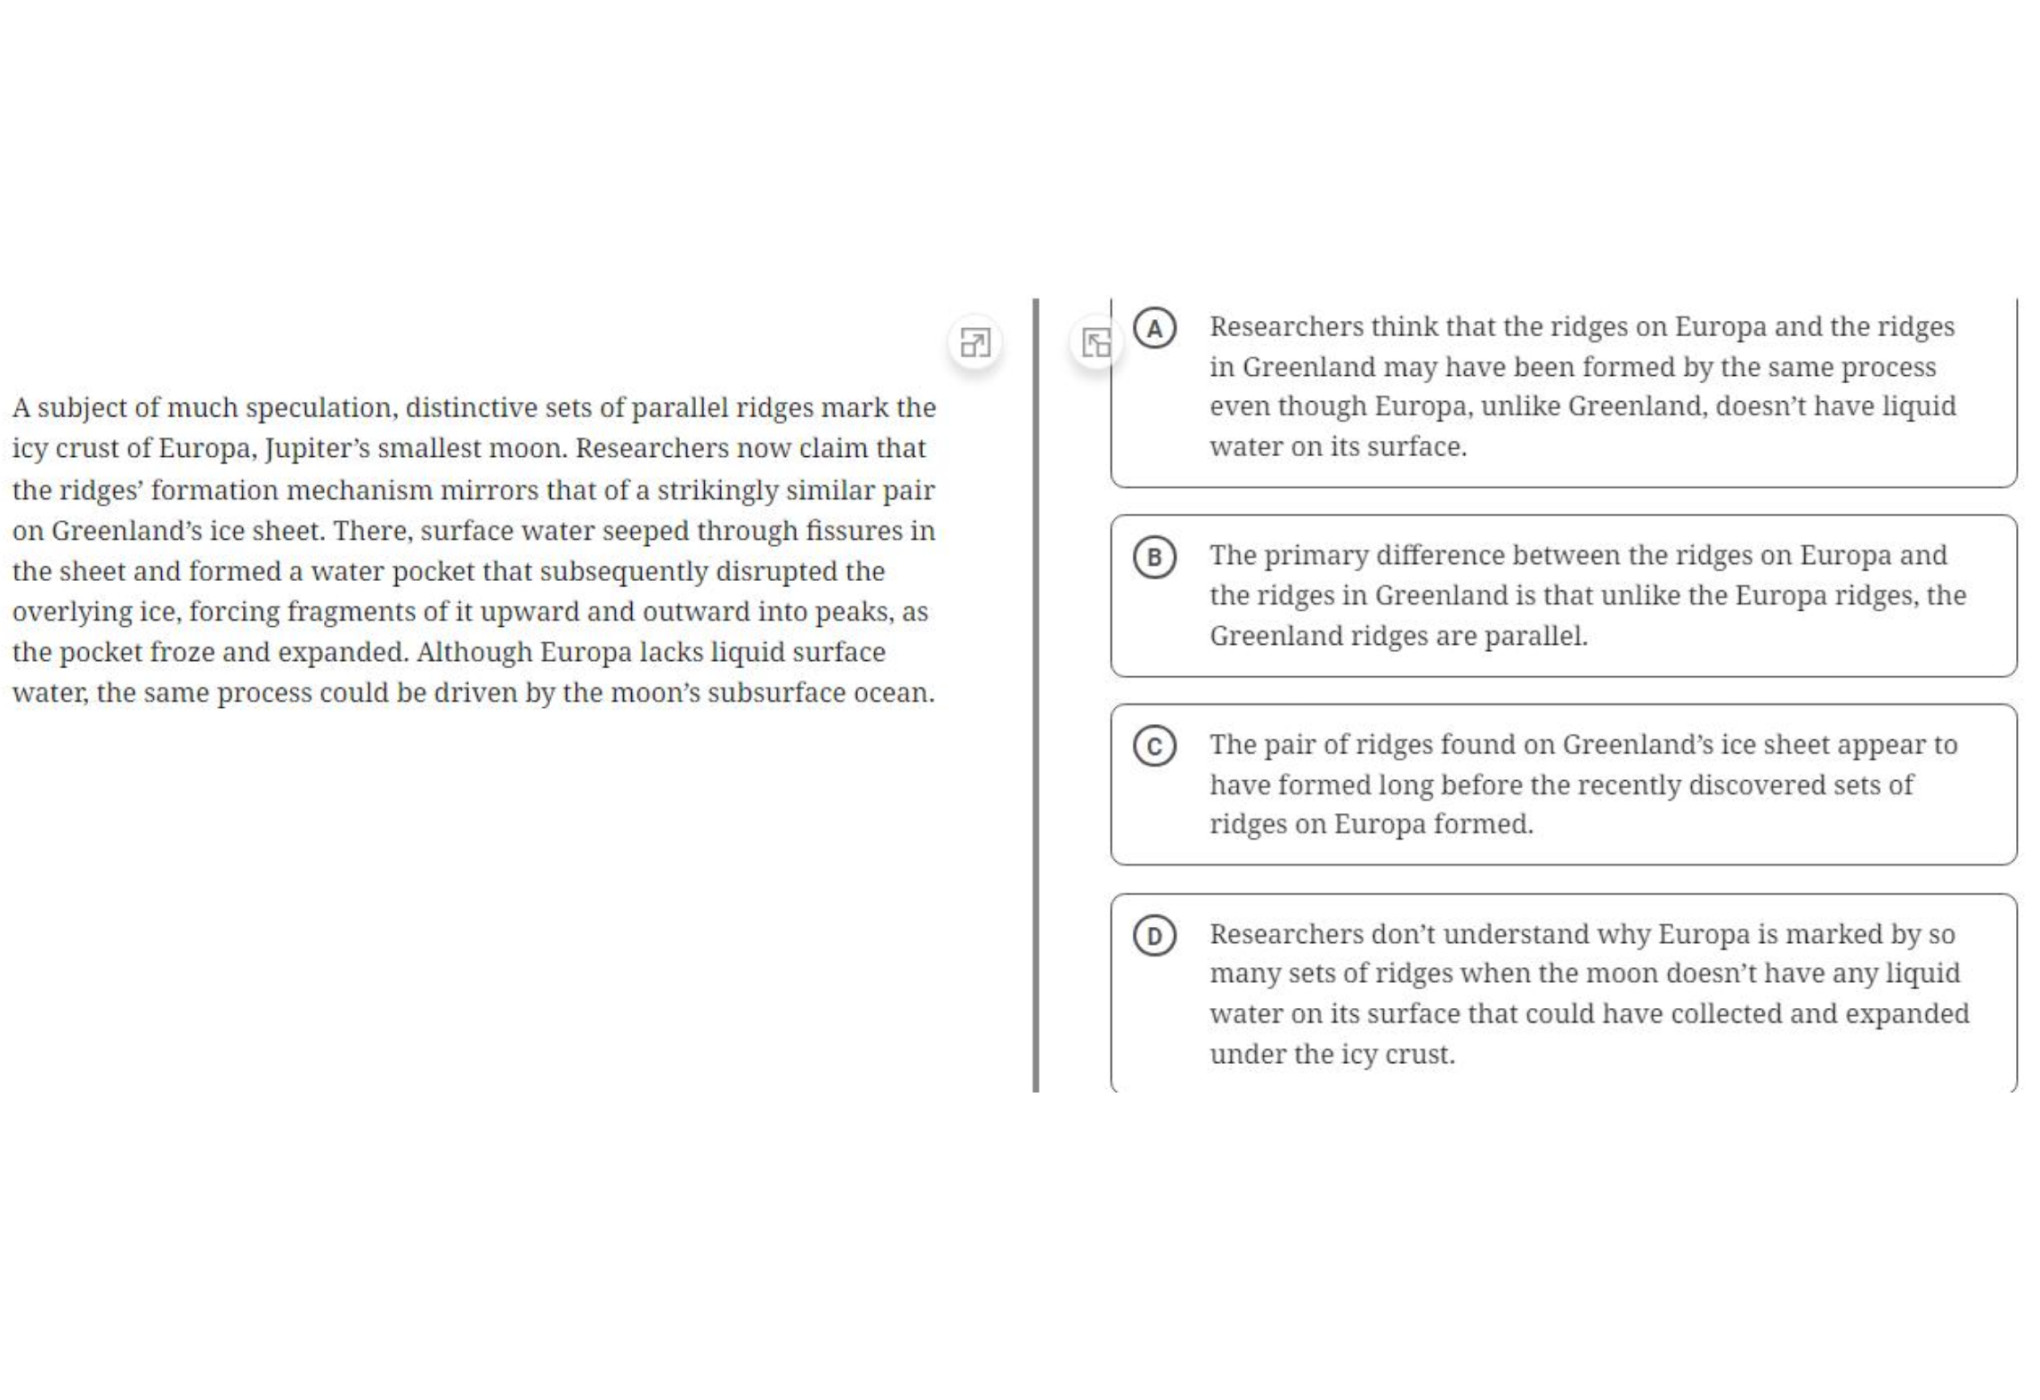 A subject of much speculation, distinctive sets of parallel ridges mark the
icy crust of Europa, Jupiter’s smallest moon. Researchers now claim that
the ridges’ formation mechanism mirrors that of a strikingly similar pair
on Greenland’s ice sheet. There, surface water seeped through fissures in
the sheet and formed a water pocket that subsequently disrupted the
overlying ice, forcing fragments of it upward and outward into peaks, as
the pocket froze and expanded. Although Europa lacks liquid surface
water, the same process could be driven by the moon’s subsurface ocean.
A Researchers think that the ridges on Europa and the ridges
in Greenland may have been formed by the same process
even though Europa, unlike Greenland, doesn’t have liquid
water on its surface.
B The primary difference between the ridges on Europa and
the ridges in Greenland is that unlike the Europa ridges, the
Greenland ridges are parallel.
C The pair of ridges found on Greenland’s ice sheet appear to
have formed long before the recently discovered sets of
ridges on Europa formed.
D Researchers don’t understand why Europa is marked by so
many sets of ridges when the moon doesn’t have any liquid
water on its surface that could have collected and expanded
under the icy crust.